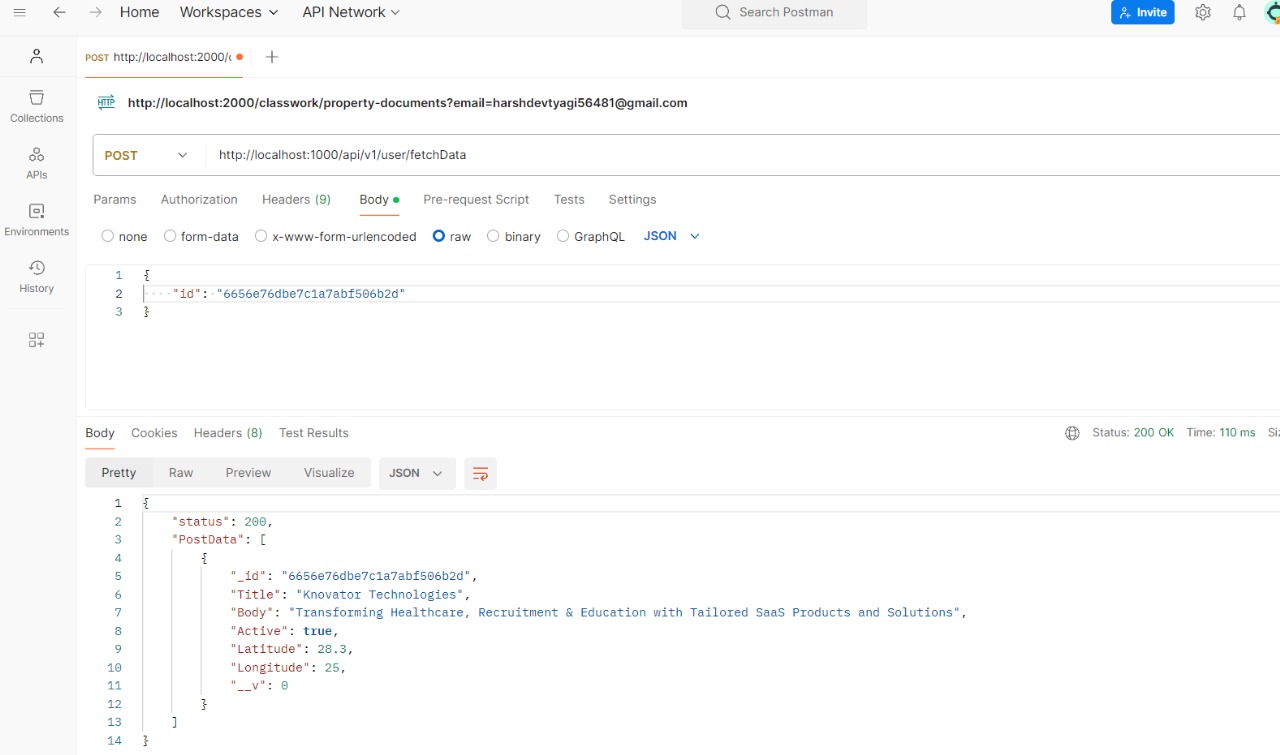 Home Workspaces API Network Search Postman Invite
POST http://localhost:2000/c
http://localhost:2000/classwork/property-documents?email=harshdevtyagi56481@gmail.com
Collections
POST http://localhost:1000/api/v1/user/fetchData
APIs
Params Authorization Headers (9) Body Pre-request Script Tests Settings
Environments
none form-data x-www-form-urlencoded raw binary GraphQL JSON
History
1 {
2 "id": "6656e76dbe7c1a7abf506b2d"
3 }
Body Cookies Headers (8) Test Results Status: 200 OK Time: 110 ms Siz
Pretty Raw Preview Visualize JSON
1 {
2 "status": 200,
3 "PostData": [
4 {
5 "_id": "6656e76dbe7c1a7abf506b2d",
6 "Title": "Knovator Technologies",
7 "Body": "Transforming Healthcare, Recruitment & Education with Tailored SaaS Products and Solutions",
8 "Active": true,
9 "Latitude": 28.3,
10 "Longitude": 25,
11 "__v": 0
12 }
13 ]
14 }